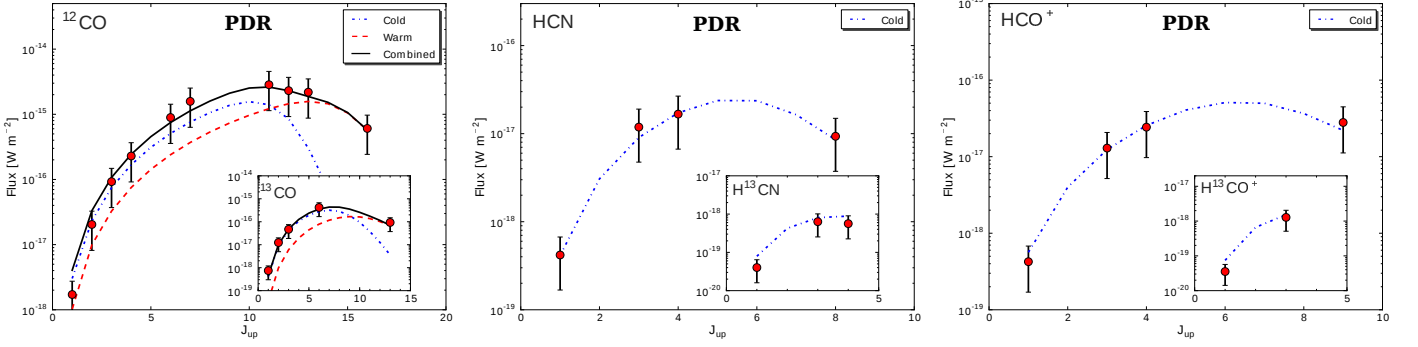 ¹²CO
PDR
Cold
Warm
Combined
Flux [W m⁻²]
10⁻¹⁴
10⁻¹⁵
10⁻¹⁶
10⁻¹⁷
10⁻¹⁸
0 5 10 15 20
J_up
¹³CO
10⁻¹⁴
10⁻¹⁵
10⁻¹⁶
10⁻¹⁷
10⁻¹⁸
10⁻¹⁹
0 5 10 15
HCN
PDR
Cold
Flux [W m⁻²]
10⁻¹⁶
10⁻¹⁷
10⁻¹⁸
10⁻¹⁹
0 2 4 6 8 10
J_up
H¹³CN
10⁻¹⁷
10⁻¹⁸
10⁻¹⁹
10⁻²⁰
0 5
HCO⁺
PDR
Cold
Flux [W m⁻²]
10⁻¹⁵
10⁻¹⁶
10⁻¹⁷
10⁻¹⁸
10⁻¹⁹
0 2 4 6 8 10
J_up
H¹³CO⁺
10⁻¹⁷
10⁻¹⁸
10⁻¹⁹
10⁻²⁰
0 5